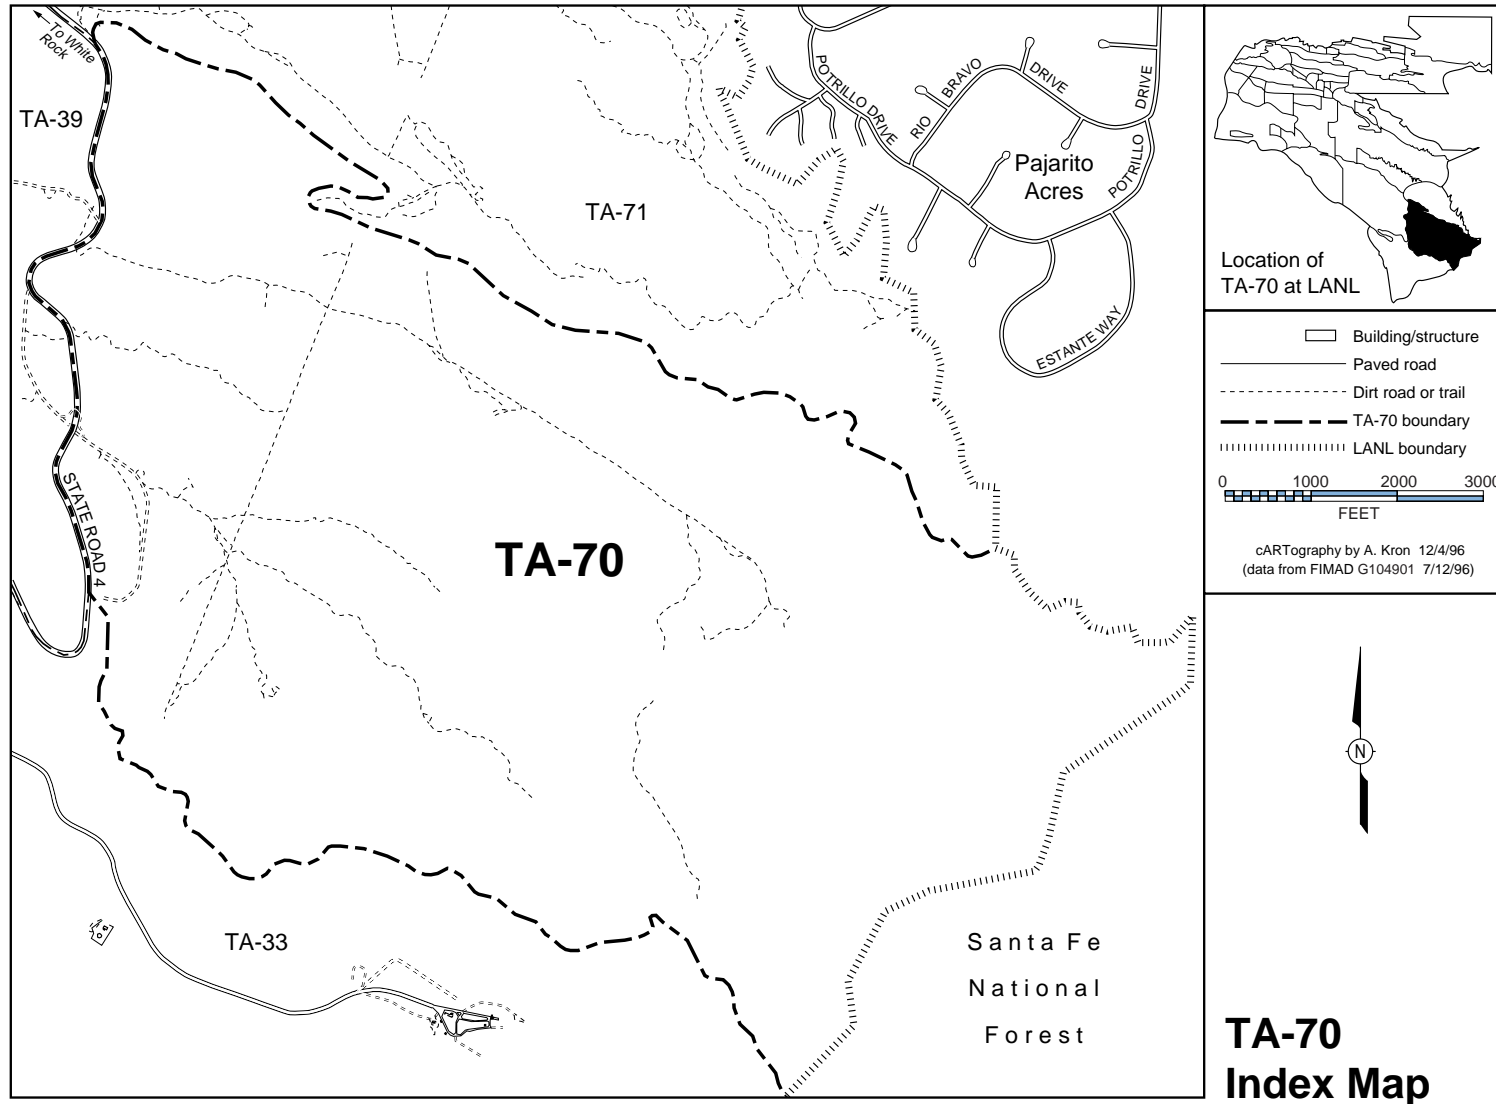 To White
Rock
TA-39
STATE ROAD 4
TA-71
POTRILLO DRIVE
RIO BRAVO DRIVE
POTRILLO DRIVE
Pajarito
Acres
ESTANTE WAY
TA-70
TA-33
Santa Fe
National
Forest
Location of
TA-70 at LANL
Building/structure
Paved road
Dirt road or trail
TA-70 boundary
LANL boundary
0 1000 2000 3000
FEET
cARTography by A. Kron 12/4/96
(data from FIMAD G104901 7/12/96)
N
TA-70
Index Map